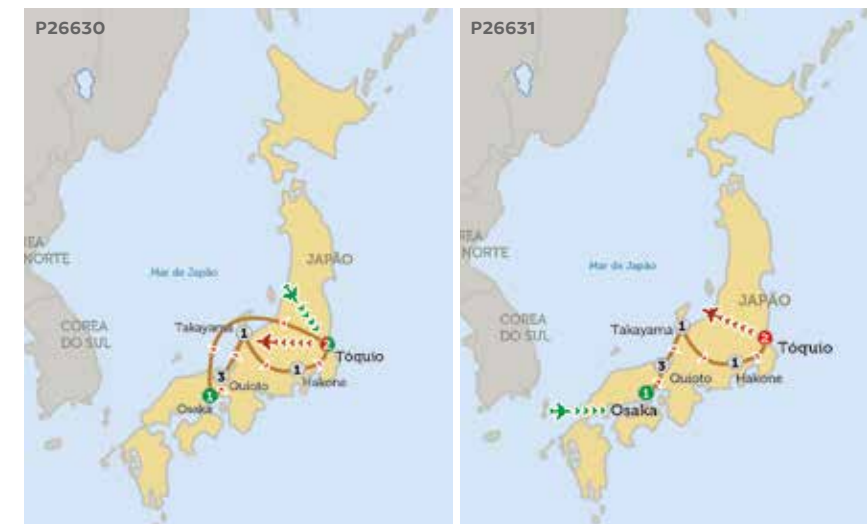 P26630
NORTE
COREA
DO SUL
Mar de Japão
JAPÃO
Takayama
1
2
Tóquio
3
1
Quioto
Hakone
1
Osaka
P26631
NORTE
COREA
DO SUL
Mar de Japão
JAPÃO
Takayama
1
2
Tóquio
3
1
Quioto
Hakone
1
Osaka